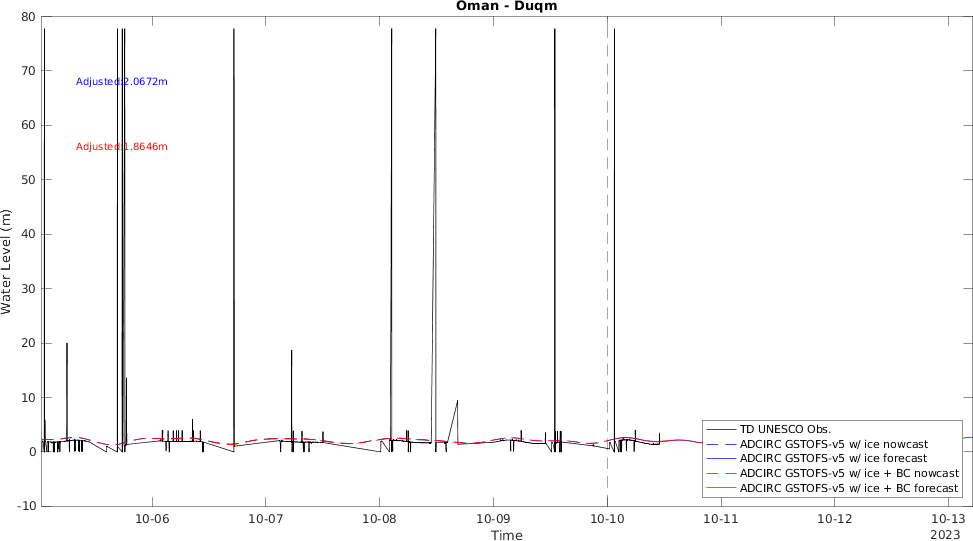 Oman - Duqm
80
70
60
50
40
30
20
10
0
-10
Water Level (m)
Adjusted:2.0672m
Adjusted:1.8646m
TD UNESCO Obs.
ADCIRC GSTOFS-v5 w/ ice nowcast
ADCIRC GSTOFS-v5 w/ ice forecast
ADCIRC GSTOFS-v5 w/ ice + BC nowcast
ADCIRC GSTOFS-v5 w/ ice + BC forecast
10-06 10-07 10-08 10-09 10-10 10-11 10-12 10-13
Time 2023